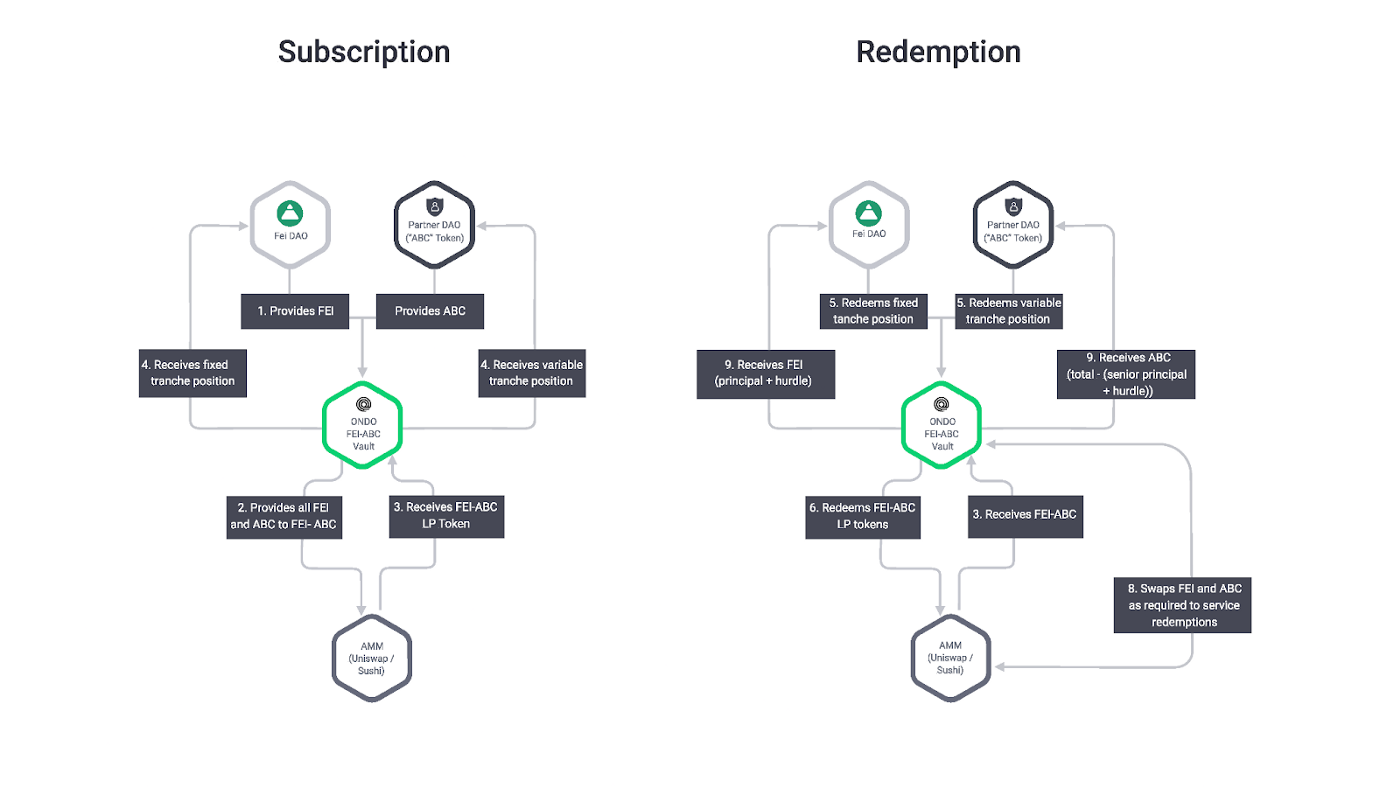 Subscription
Redemption
Fei DAO
Partner DAO
("ABC" Token)
1. Provides FEI
Provides ABC
4. Receives fixed
tranche position
4. Receives variable
tranche position
ONDO
FEI-ABC
Vault
2. Provides all FEI
and ABC to FEI- ABC
3. Receives FEI-ABC
LP Token
AMM
(Uniswap /
Sushi)
Fei DAO
Partner DAO
("ABC" Token)
5. Redeems fixed
tanche position
5. Redeems variable
tranche position
9. Receives FEI
(principal + hurdle)
9. Receives ABC
(total - (senior principal
+ hurdle))
ONDO
FEI-ABC
Vault
6. Redeems FEI-ABC
LP tokens
3. Receives FEI-ABC
8. Swaps FEI and ABC
as required to service
redemptions
AMM
(Uniswap /
Sushi)